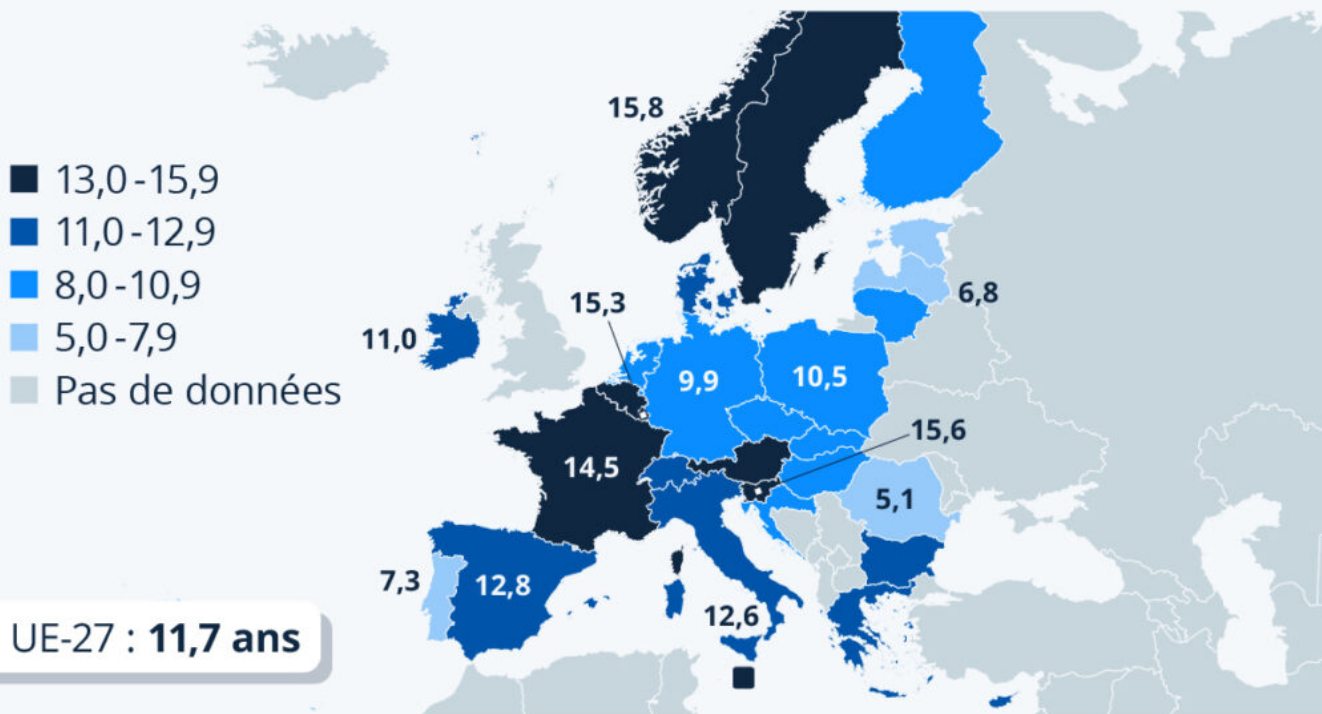 15,8
13,0 - 15,9
11,0 - 12,9
8,0 - 10,9
5,0 - 7,9
Pas de données
15,3
6,8
11,0
9,9
10,5
15,6
14,5
5,1
7,3
12,8
12,6
UE-27 : 11,7 ans